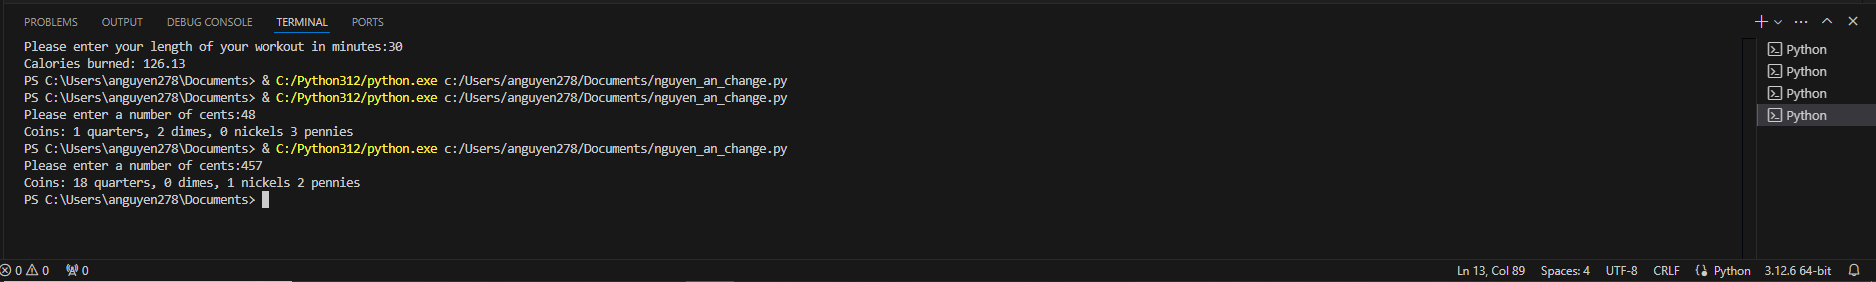 PROBLEMS OUTPUT DEBUG CONSOLE TERMINAL PORTS
Please enter your length of your workout in minutes:30
Calories burned: 126.13
PS C:\Users\anguyen278\Documents> & C:/Python312/python.exe c:/Users/anguyen278/Documents/nguyen_an_change.py
PS C:\Users\anguyen278\Documents> & C:/Python312/python.exe c:/Users/anguyen278/Documents/nguyen_an_change.py
Please enter a number of cents:48
Coins: 1 quarters, 2 dimes, 0 nickels 3 pennies
PS C:\Users\anguyen278\Documents> & C:/Python312/python.exe c:/Users/anguyen278/Documents/nguyen_an_change.py
Please enter a number of cents:457
Coins: 18 quarters, 0 dimes, 1 nickels 2 pennies
PS C:\Users\anguyen278\Documents>
Python
Python
Python
Python
0 0 0 Ln 13, Col 89 Spaces: 4 UTF-8 CRLF Python 3.12.6 64-bit